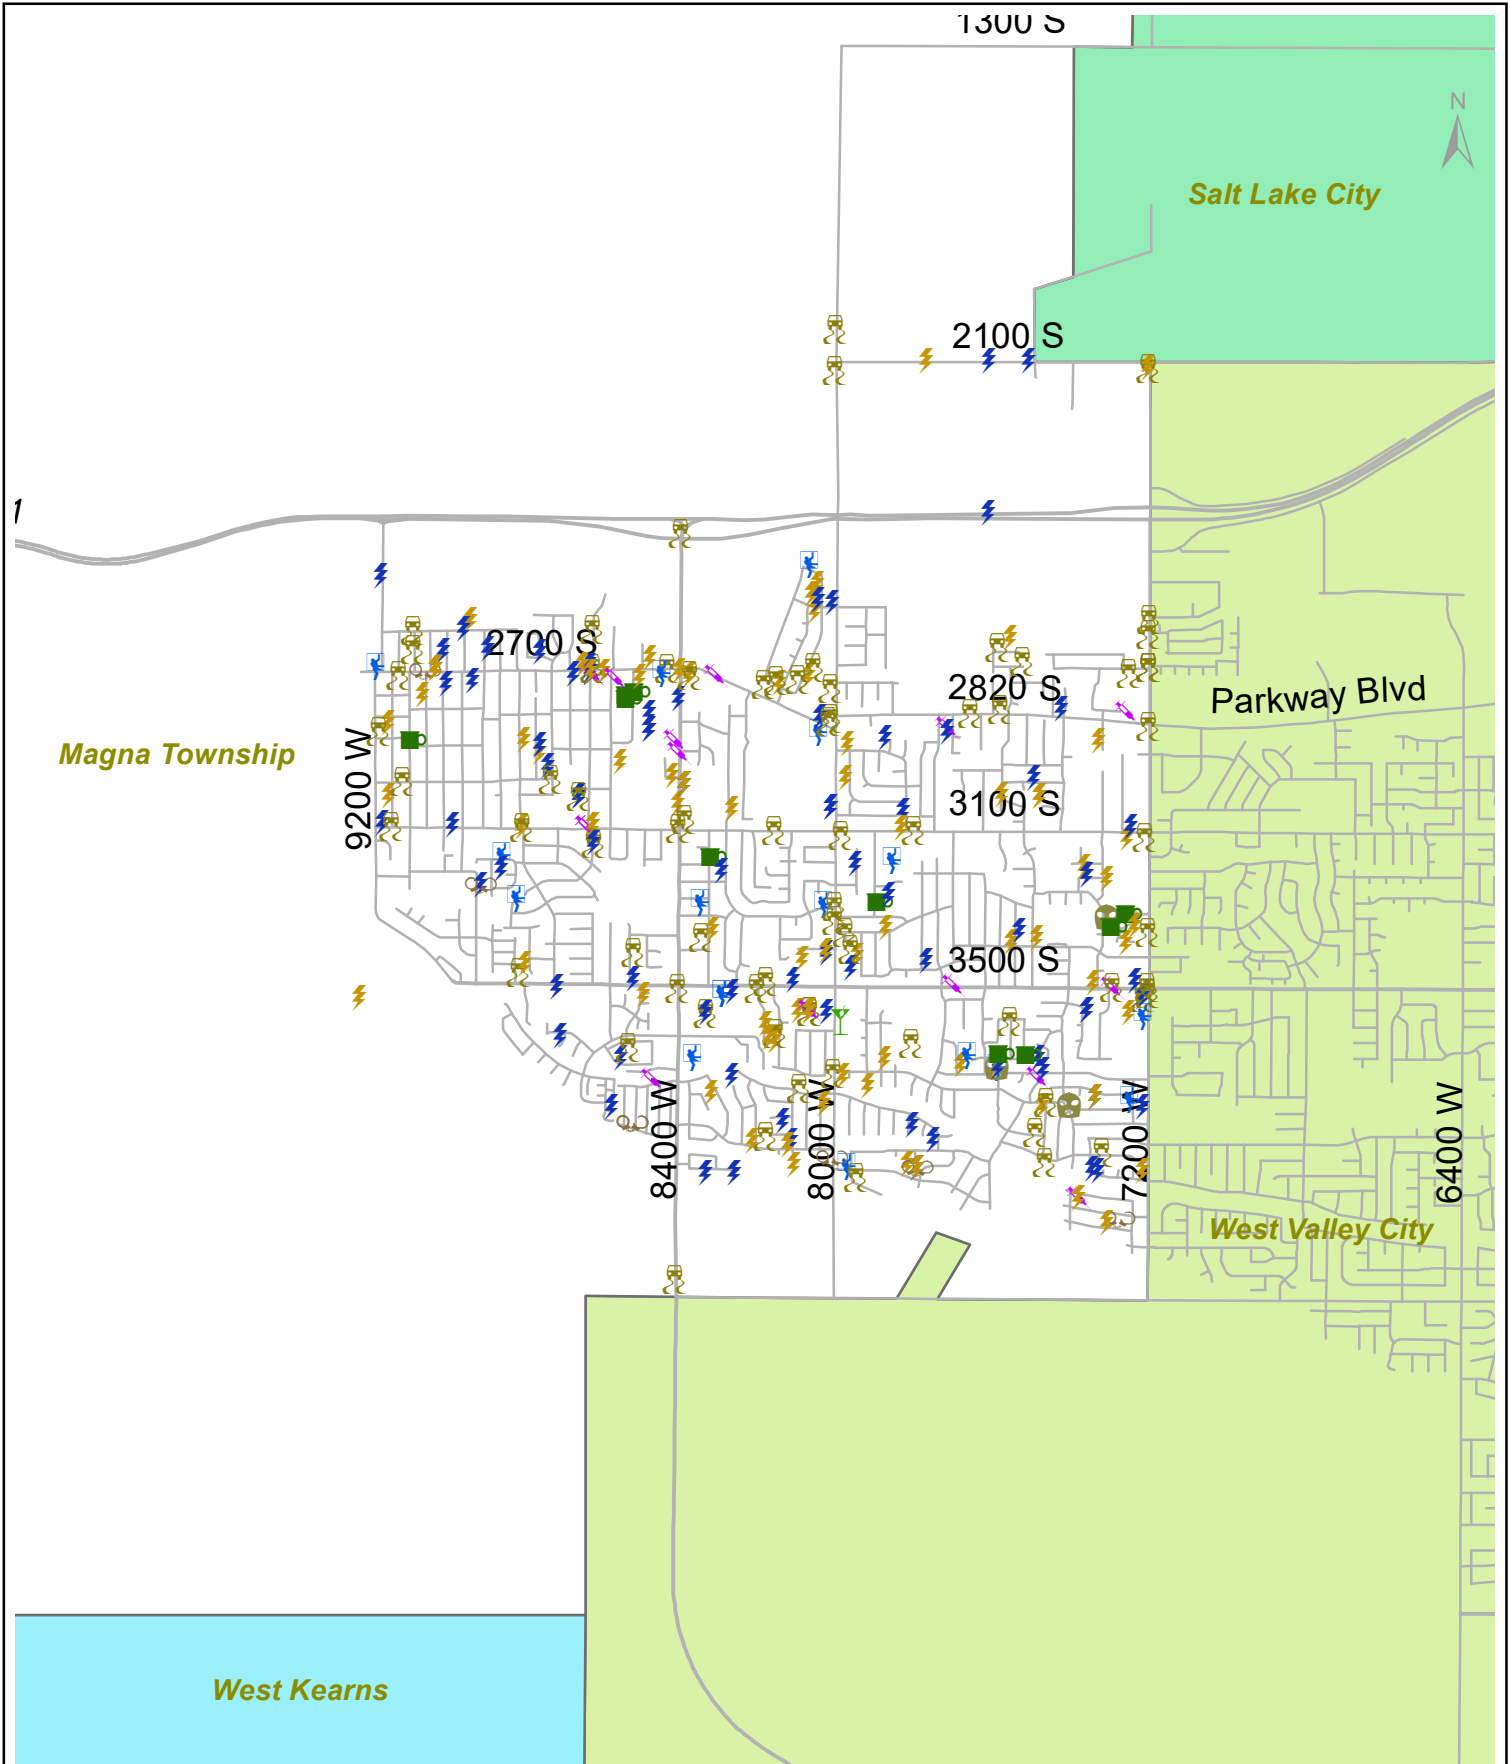 1300 S
N
Salt Lake City
2100 S
1
2700 S
2820 S
Parkway Blvd
Magna Township
9200 W
3100 S
3500 S
8400 W
8000 W
7200 W
6400 W
West Valley City
West Kearns